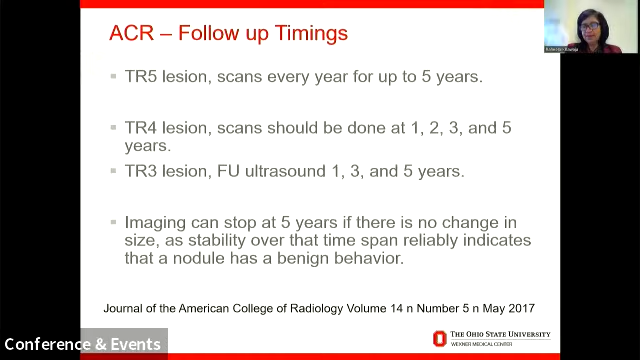 ACR – Follow up Timings
TR5 lesion, scans every year for up to 5 years.
TR4 lesion, scans should be done at 1, 2, 3, and 5
years.
TR3 lesion, FU ultrasound 1, 3, and 5 years.
Imaging can stop at 5 years if there is no change in
size, as stability over that time span reliably indicates
that a nodule has a benign behavior.
Journal of the American College of Radiology Volume 14 n Number 5 n May 2017
THE OHIO STATE UNIVERSITY
WEXNER MEDICAL CENTER
Conference & Events